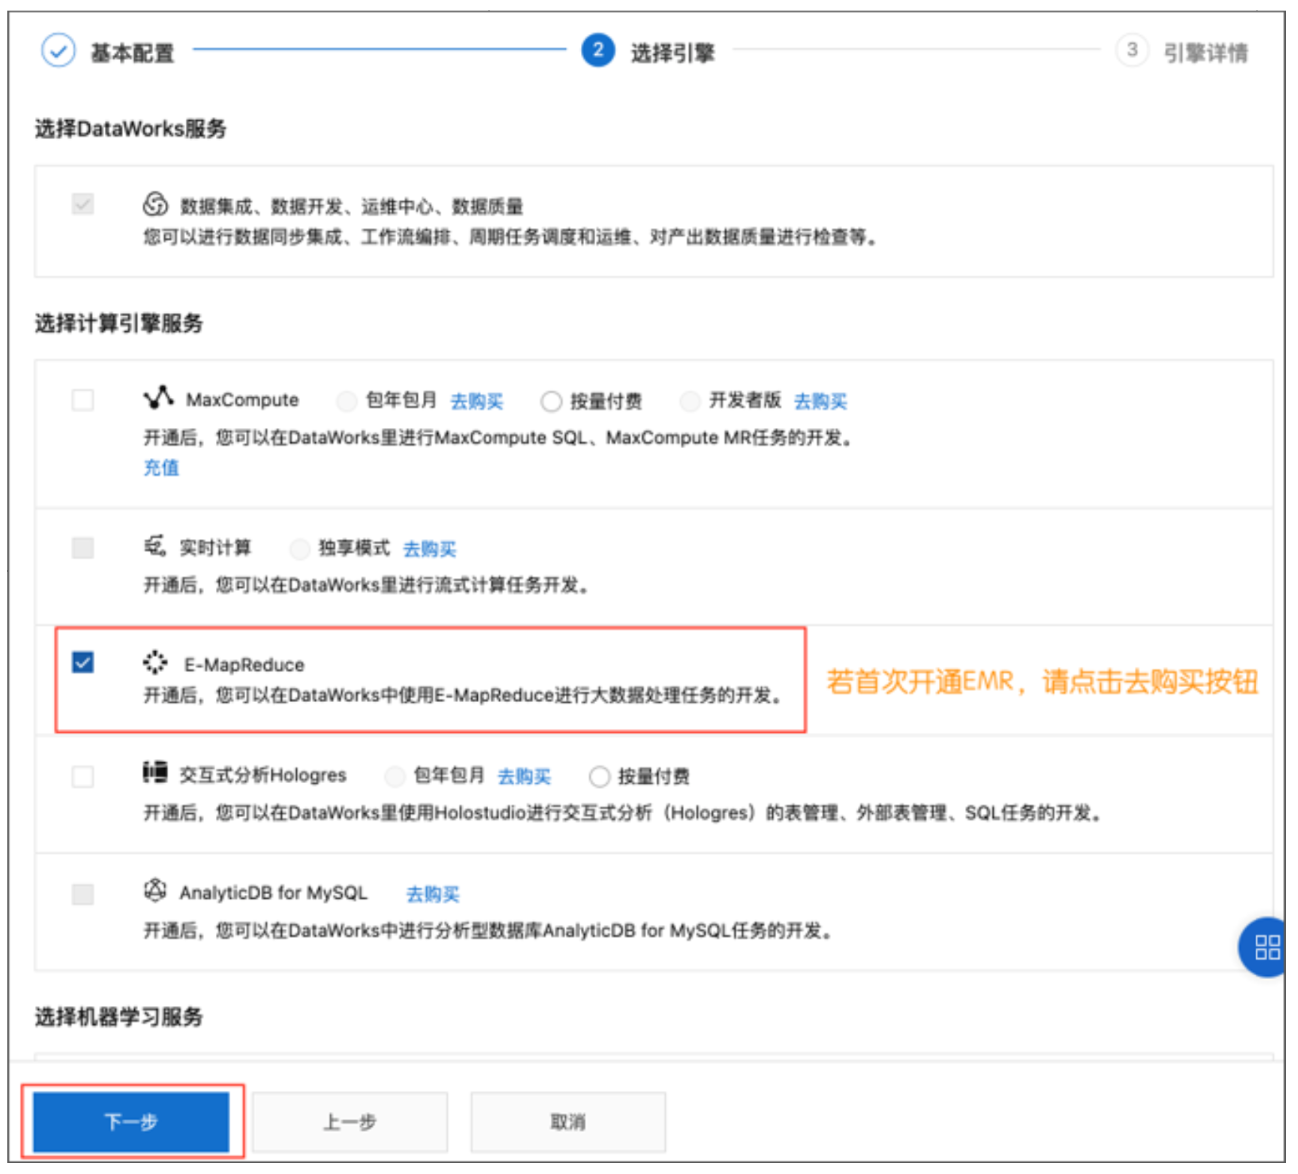 基本配置 2 选择引擎 3 引擎详情
选择DataWorks服务
数据集成、数据开发、运维中心、数据质量
您可以进行数据同步集成、工作流编排、周期任务调度和运维、对产出数据质量进行检查等。
选择计算引擎服务
MaxCompute 包年包月 去购买 按量付费 开发者版 去购买
开通后，您可以在DataWorks里进行MaxCompute SQL、MaxCompute MR任务的开发。
充值
实时计算 独享模式 去购买
开通后，您可以在DataWorks里进行流式计算任务开发。
E-MapReduce
开通后，您可以在DataWorks中使用E-MapReduce进行大数据处理任务的开发。
若首次开通EMR，请点击去购买按钮
交互式分析Hologres 包年包月 去购买 按量付费
开通后，您可以在DataWorks里使用Holostudio进行交互式分析（Hologres）的表管理、外部表管理、SQL任务的开发。
AnalyticDB for MySQL 去购买
开通后，您可以在DataWorks中进行分析型数据库AnalyticDB for MySQL任务的开发。
选择机器学习服务
下一步 上一步 取消